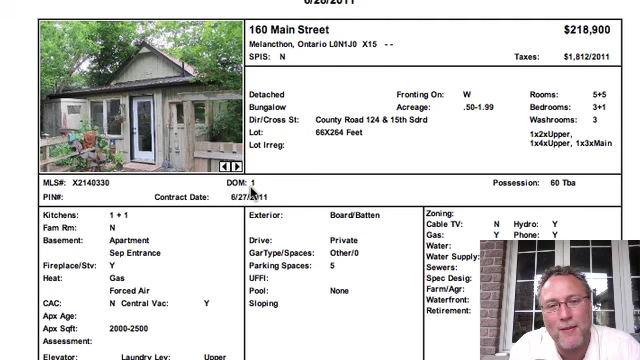 6/28/2011
160 Main Street $218,900
Melancthon, Ontario L0N1J0 X15 - -
SPIS: N Taxes: $1,812/2011
Detached Fronting On: W Rooms: 5+5
Bungalow Acreage: .50-1.99 Bedrooms: 3+1
Dir/Cross St: County Road 124 & 15th Sdrd Washrooms: 3
Lot: 66X264 Feet 1x2xUpper,
Lot Irreg: 1x4xUpper, 1x3xMain
MLS#: X2140330 DOM: 1 Possession: 60 Tba
PIN#: Contract Date: 6/27/2011
Kitchens: 1 + 1 Exterior: Board/Batten Zoning:
Fam Rm: N Cable TV: N Hydro: Y
Basement: Apartment Drive: Private Gas: Y Phone: Y
Sep Entrance GarType/Spaces: Other/0 Water:
Fireplace/Stv: Y Parking Spaces: 5 Water Supply:
Heat: Gas UFFI: Sewers:
Forced Air Pool: None Spec Desig:
CAC: N Central Vac: Y Sloping Farm/Agr:
Apx Age: Waterfront:
Apx Sqft: 2000-2500 Retirement:
Assessment:
Elevator: Laundry Lev: Upper